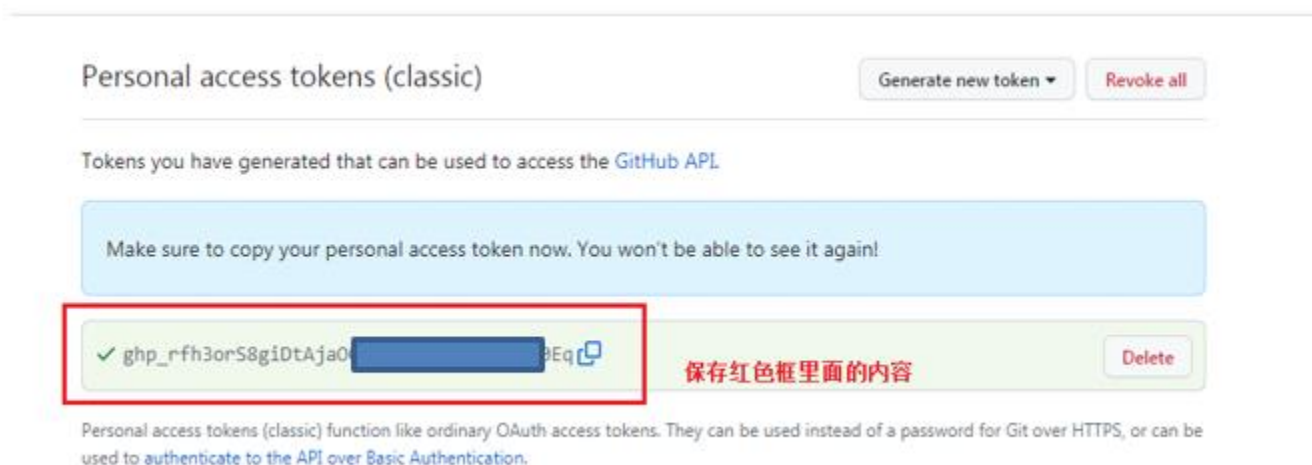 Personal access tokens (classic)
Generate new token
Revoke all
Tokens you have generated that can be used to access the GitHub API.
Make sure to copy your personal access token now. You won't be able to see it again!
ghp_rfh3orS8giDtAjaO Eq
保存红色框里面的内容
Delete
Personal access tokens (classic) function like ordinary OAuth access tokens. They can be used instead of a password for Git over HTTPS, or can be
used to authenticate to the API over Basic Authentication.